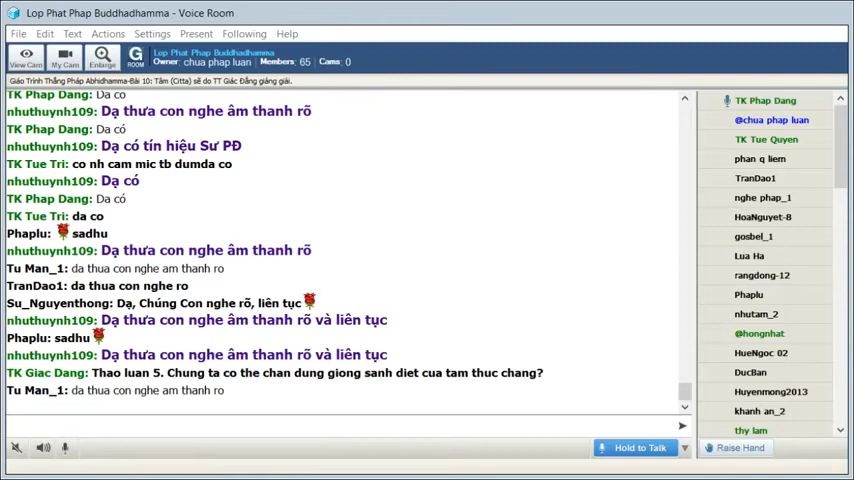 Lop Phat Phap Buddhadhamma - Voice Room
File Edit Text Actions Settings Present Following Help
View Cam
My Cam
Enlarge
G
ROOM
Lop Phat Phap Buddhadhamma
Owner: chua phap luan Members: 65 Cams: 0
Giáo Trình Thắng Pháp Abhidhamma-Bài 10: Tâm (Citta) sẽ do TT Giác Đẳng giảng giải.
TK Phap Dang: Da có
nhuthuynh109: Dạ thưa con nghe âm thanh rõ
TK Phap Dang: Da có
nhuthuynh109: Dạ có tín hiệu Sư PĐ
TK Tue Tri: co nh cam mic tb dumda co
nhuthuynh109: Dạ có
TK Phap Dang: Da có
TK Tue Tri: da co
Phaplu: sadhu
nhuthuynh109: Dạ thưa con nghe âm thanh rõ
Tu Man_1: da thua con nghe am thanh ro
TranDao1: da thua con nghe ro
Su_Nguyenthong: Dạ, Chúng Con nghe rõ, liên tục
nhuthuynh109: Dạ thưa con nghe âm thanh rõ và liên tục
Phaplu: sadhu
nhuthuynh109: Dạ thưa con nghe âm thanh rõ và liên tục
TK Giac Dang: Thao luan 5. Chung ta co the chan dung giong sanh diet cua tam thuc chang?
Tu Man_1: da thua con nghe am thanh ro
Hold to Talk
TK Phap Dang
@chua phap luan
TK Tue Quyen
phan q liem
TranDao1
nghe phap_1
HoaNguyet-8
gosbel_1
Lua Ha
rangdong-12
Phaplu
nhutam_2
@hongnhat
HueNgoc 02
DucBan
Huyenmong2013
khanh an_2
thy lam
Raise Hand